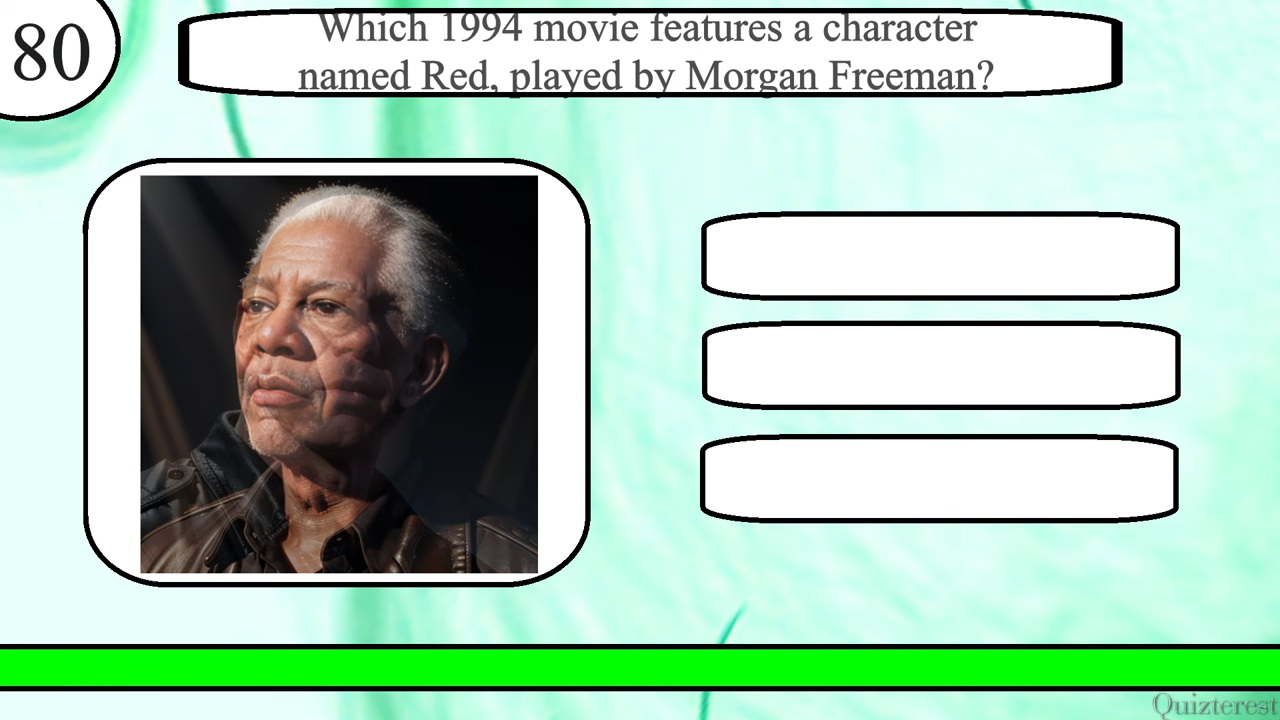 80
Which 1994 movie features a character
named Red, played by Morgan Freeman?
Quizterest